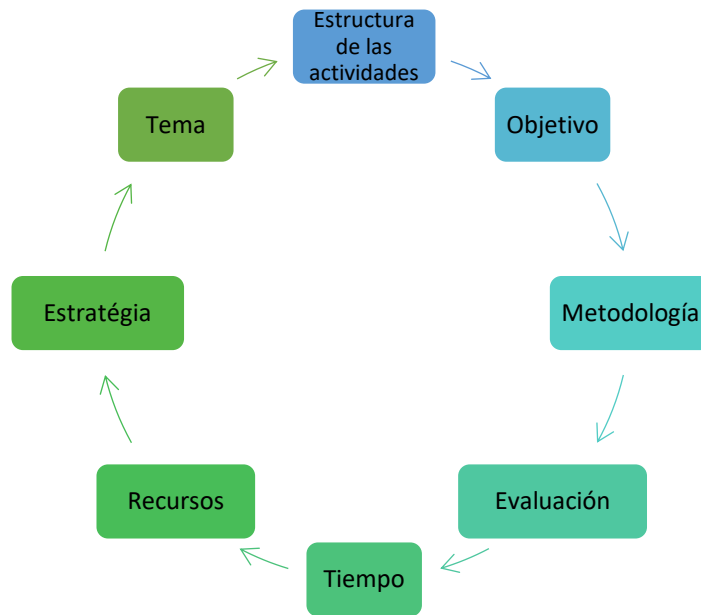 Estructura
de las
actividades
Objetivo
Metodología
Evaluación
Tiempo
Recursos
Estratégia
Tema